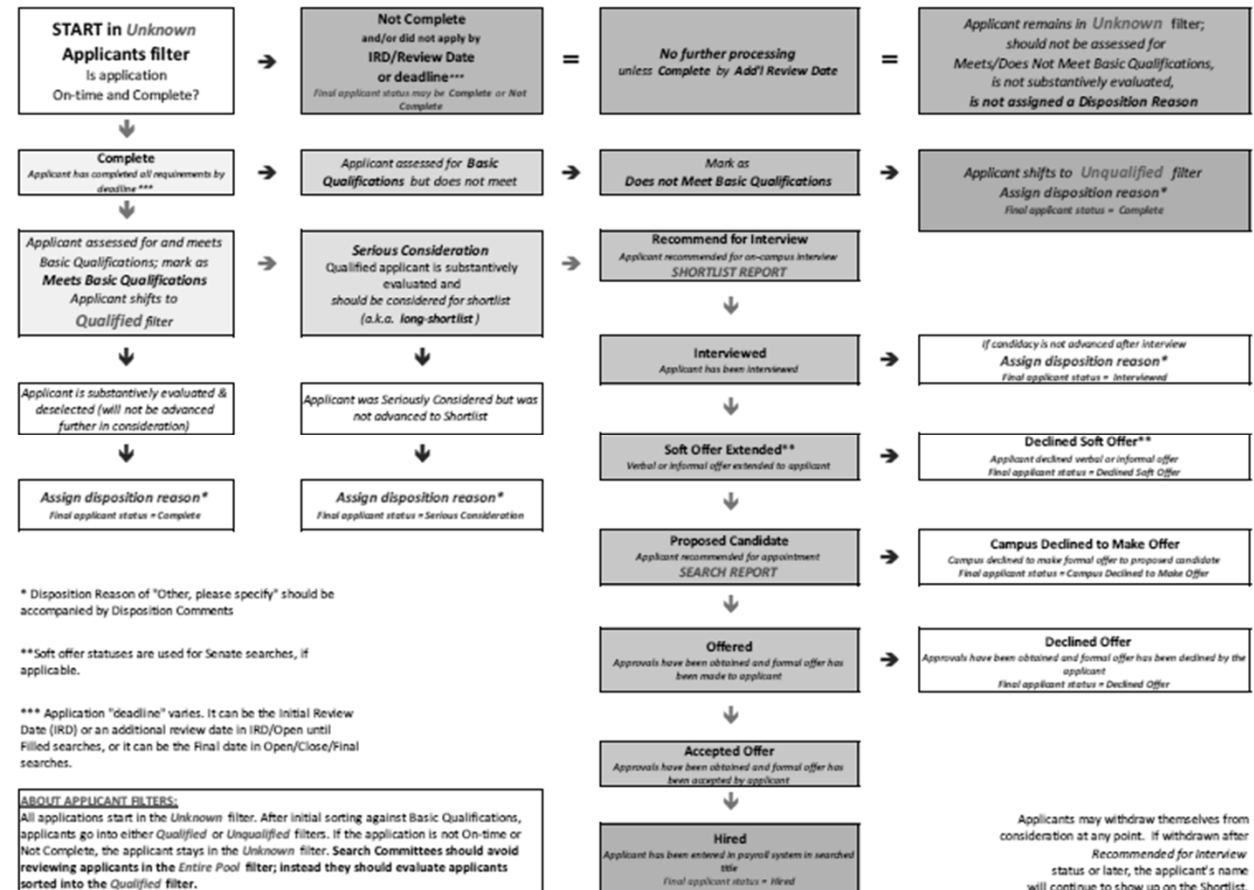 START in Unknown
Applicants filter
Is application
On-time and Complete?
Not Complete
and/or did not apply by
IRD/Review Date
or deadline***
Final applicant status may be Complete or Not
Complete
=
No further processing
unless Complete by Add'l Review Date
=
Applicant remains in Unknown filter;
should not be assessed for
Meets/Does Not Meet Basic Qualifications,
is not substantively evaluated,
is not assigned a Disposition Reason
Complete
Applicant has completed all requirements by
deadline ***
Applicant assessed for Basic
Qualifications but does not meet
Mark as
Does not Meet Basic Qualifications
Applicant shifts to Unqualified filter
Assign disposition reason*
Final applicant status = Complete
Applicant assessed for and meets
Basic Qualifications; mark as
Meets Basic Qualifications
Applicant shifts to
Qualified filter
Serious Consideration
Qualified applicant is substantively
evaluated and
should be considered for shortlist
(a.k.a. long-shortlist )
Recommend for Interview
Applicant recommended for on-campus interview
SHORTLIST REPORT
Interviewed
Applicant has been interviewed
If candidacy is not advanced after interview
Assign disposition reason*
Final applicant status = Interviewed
Applicant is substantively evaluated &
deselected (will not be advanced
further in consideration)
Applicant was Seriously Considered but was
not advanced to Shortlist
Soft Offer Extended**
Verbal or informal offer extended to applicant
Declined Soft Offer**
Applicant declined verbal or informal offer
Final applicant status = Declined Soft Offer
Assign disposition reason*
Final applicant status = Complete
Assign disposition reason*
Final applicant status = Serious Consideration
Proposed Candidate
Applicant recommended for appointment
SEARCH REPORT
Campus Declined to Make Offer
Campus declined to make formal offer to proposed candidate
Final applicant status = Campus Declined to Make Offer
* Disposition Reason of "Other, please specify" should be
accompanied by Disposition Comments
**Soft offer statuses are used for Senate searches, if
applicable.
*** Application "deadline" varies. It can be the Initial Review
Date (IRD) or an additional review date in IRD/Open until
Filled searches, or it can be the Final date in Open/Close/Final
searches.
Offered
Approvals have been obtained and formal offer has
been made to applicant
Declined Offer
Approvals have been obtained and formal offer has been declined by the
applicant
Final applicant status = Declined Offer
Accepted Offer
Approvals have been obtained and formal offer has
been accepted by applicant
Hired
Applicant has been entered in payroll system in searched
title
Final applicant status = Hired
ABOUT APPLICANT FILTERS:
All applications start in the Unknown filter. After initial sorting against Basic Qualifications,
applicants go into either Qualified or Unqualified filters. If the application is not On-time or
Not Complete, the applicant stays in the Unknown filter. Search Committees should avoid
reviewing applicants in the Entire Pool filter; instead they should evaluate applicants
sorted into the Qualified filter.
Applicants may withdraw themselves from
consideration at any point. If withdrawn after
Recommended for Interview
status or later, the applicant's name
will continue to show up on the Shortlist.